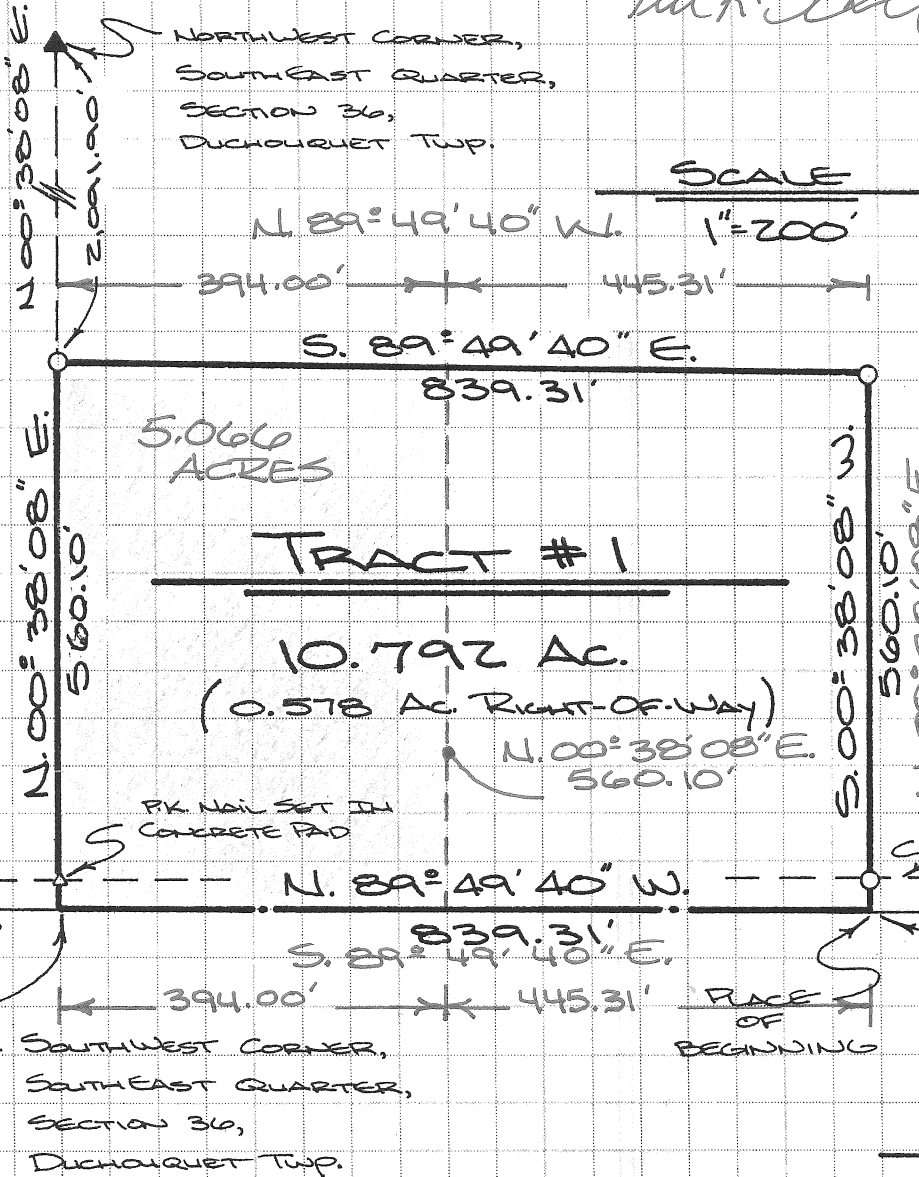 N 00° 38' 08" E.
2,091.90'
NORTHWEST CORNER,
SOUTHEAST QUARTER,
SECTION 36,
DUCHOUQUET TWP.
SCALE
1"=200'
N. 89° 49' 40" W.
394.00'
445.31'
S. 89° 49' 40" E.
839.31'
5.066
ACRES
N. 00° 38' 08" E.
560.10'
S. 00° 38' 08" W.
560.10'
TRACT # 1
10.792 AC.
(0.578 AC. RIGHT-OF-WAY)
N. 00° 38' 08" E.
560.10'
P.K. NAIL SET IN
CONCRETE PAD
N. 89° 49' 40" W.
839.31'
S. 89° 49' 40" E.
394.00'
445.31'
PLACE
OF
BEGINNING
SOUTHWEST CORNER,
SOUTHEAST QUARTER,
SECTION 36,
DUCHOUQUET TWP.